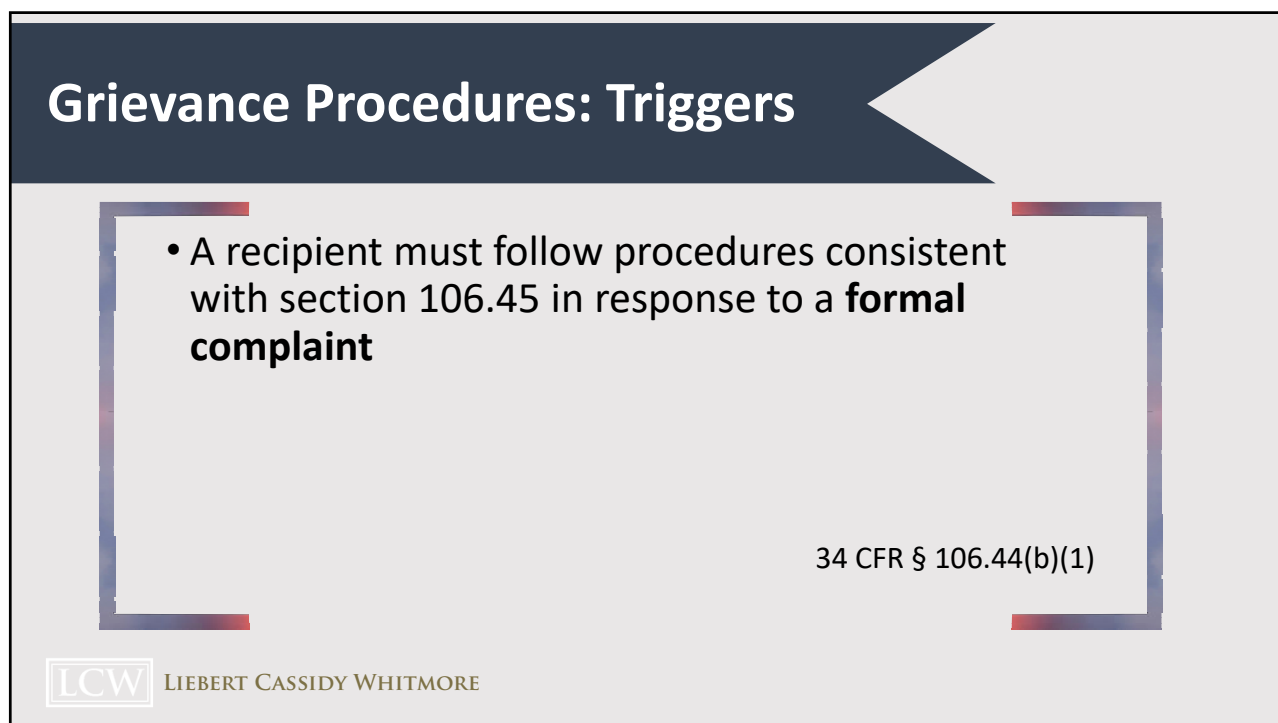 Grievance Procedures: Triggers
• A recipient must follow procedures consistent
with section 106.45 in response to a formal
complaint
34 CFR § 106.44(b)(1)
LCW LIEBERT CASSIDY WHITMORE